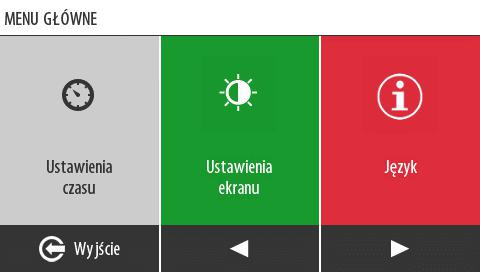 MENU GŁÓWNE
Ustawienia
czasu
Ustawienia
ekranu
Język
Wyjście